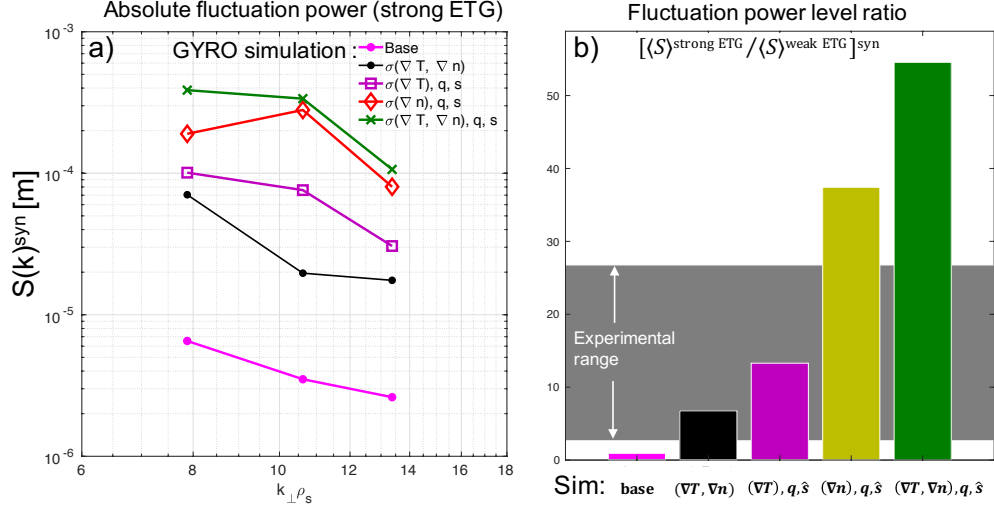 Absolute fluctuation power (strong ETG)
a)
GYRO simulation :
Base
σ(∇ T, ∇ n)
σ(∇ T), q, s
σ(∇ n), q, s
σ(∇ T, ∇ n), q, s
S(k)^syn [m]
10^-3
10^-4
10^-5
10^-6
6 8 10 12 14 16 18
k⊥ρs
Fluctuation power level ratio
b)
[⟨S⟩^strong ETG/⟨S⟩^weak ETG]^syn
50
40
30
20
10
0
Experimental
range
Sim: base (∇T, ∇n) (∇T), q, ŝ (∇n), q, ŝ (∇T, ∇n), q, ŝ